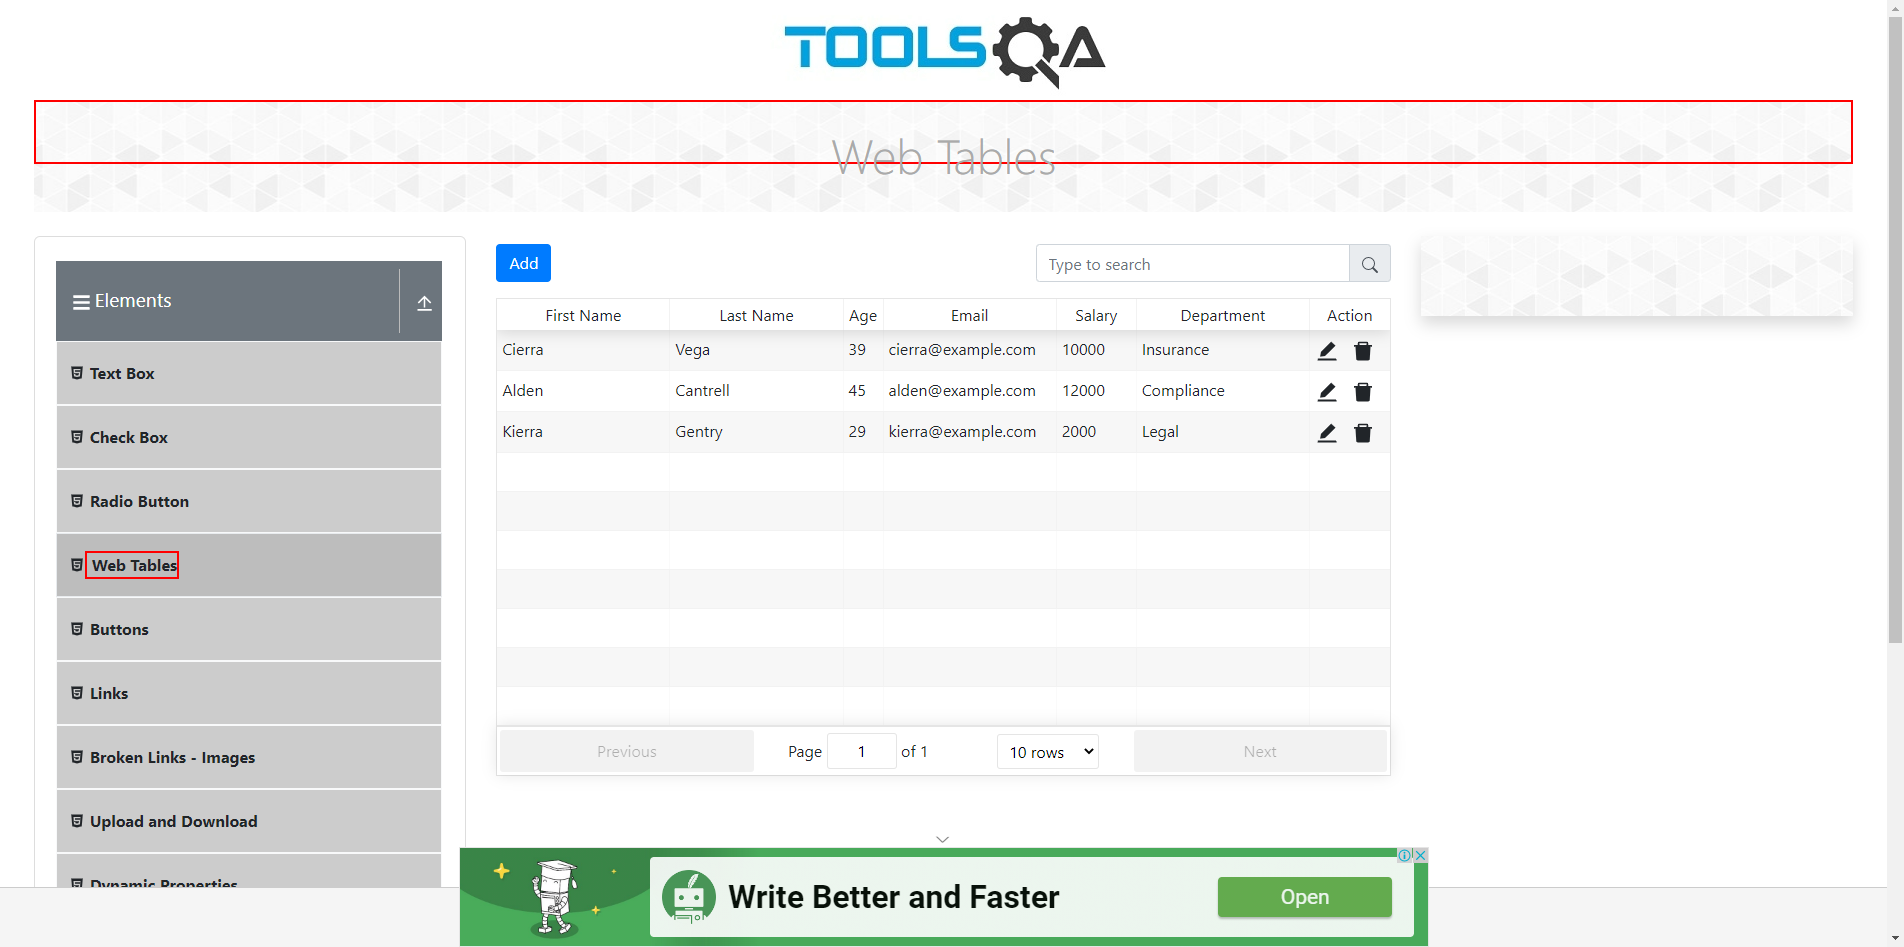 TOOLSQA
Web Tables
Elements
Text Box
Check Box
Radio Button
Web Tables
Buttons
Links
Broken Links - Images
Upload and Download
Dynamic Properties
Add
Type to search
First Name Last Name Age Email Salary Department Action
Cierra Vega 39 cierra@example.com 10000 Insurance
Alden Cantrell 45 alden@example.com 12000 Compliance
Kierra Gentry 29 kierra@example.com 2000 Legal
Previous Page 1 of 1 10 rows Next
Write Better and Faster
Open